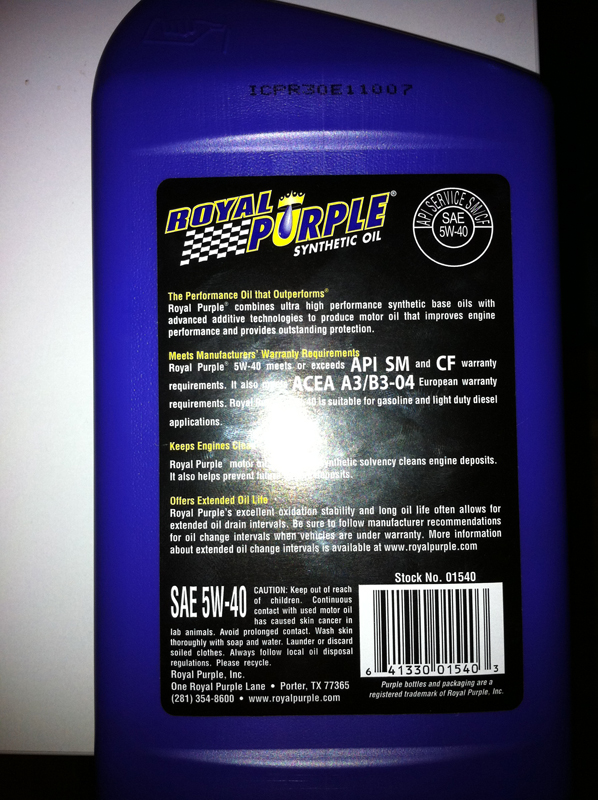 ICPR30E11007
ROYAL PURPLE®
SYNTHETIC OIL
API SERVICE SM/CF
SAE
5W-40
The Performance Oil that Outperforms®
Royal Purple® combines ultra high performance synthetic base oils with
advanced additive technologies to produce motor oil that improves engine
performance and provides outstanding protection.
Meets Manufacturers' Warranty Requirements
Royal Purple® 5W-40 meets or exceeds API SM and CF warranty
requirements. It also ACEA A3/B3-04 European warranty
requirements. Royal is suitable for gasoline and light duty diesel
applications.
Keeps Engines
Royal Purple® motor solvency cleans engine deposits.
It also helps prevent deposits.
Offers Extended Oil Life
Royal Purple's excellent oxidation stability and long oil life often allows for
extended oil drain intervals. Be sure to follow manufacturer recommendations
for oil change intervals when vehicles are under warranty. More information
about extended oil change intervals is available at www.royalpurple.com
Stock No. 01540
SAE 5W-40
CAUTION: Keep out of reach
of children. Continuous
contact with used motor oil
has caused skin cancer in
lab animals. Avoid prolonged contact. Wash skin
thoroughly with soap and water. Launder or discard
soiled clothes. Always follow local oil disposal
regulations. Please recycle.
Royal Purple, Inc.
One Royal Purple Lane • Porter, TX 77365
(281) 354-8600 • www.royalpurple.com
6 41330 01540 3
Purple bottles and packaging are a
registered trademark of Royal Purple, Inc.